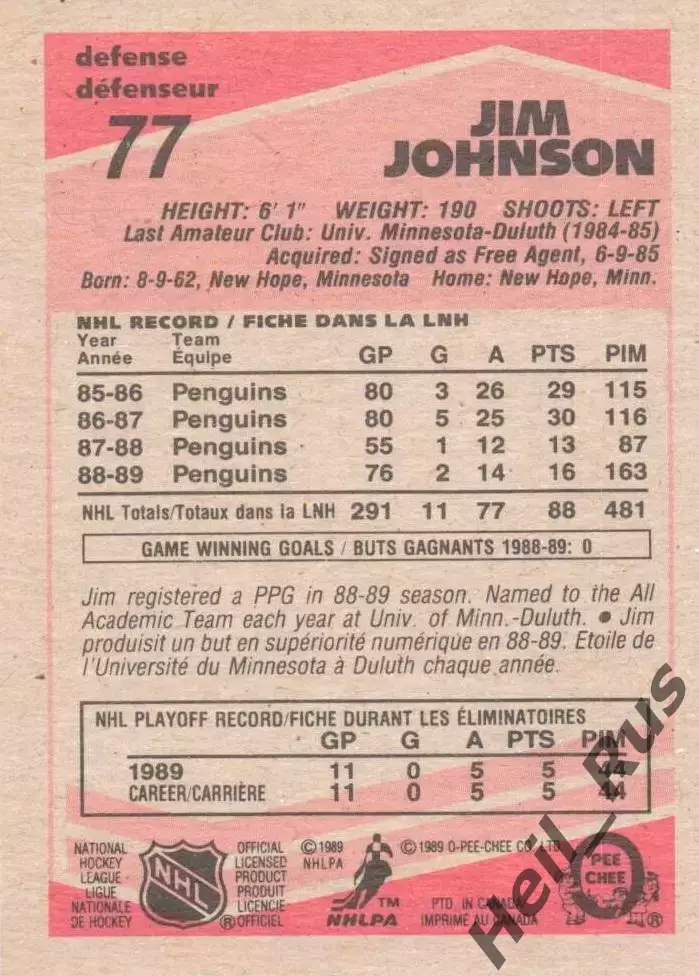 defense
défenseur
77
JIM
JOHNSON
HEIGHT: 6' 1" WEIGHT: 190 SHOOTS: LEFT
Last Amateur Club: Univ. Minnesota-Duluth (1984-85)
Acquired: Signed as Free Agent, 6-9-85
Born: 8-9-62, New Hope, Minnesota Home: New Hope, Minn.
NHL RECORD / FICHE DANS LA LNH
Year Team
Année Équipe GP G A PTS PIM
85-86 Penguins 80 3 26 29 115
86-87 Penguins 80 5 25 30 116
87-88 Penguins 55 1 12 13 87
88-89 Penguins 76 2 14 16 163
NHL Totals/Totaux dans la LNH 291 11 77 88 481
GAME WINNING GOALS / BUTS GAGNANTS 1988-89: 0
Jim registered a PPG in 88-89 season. Named to the All
Academic Team each year at Univ. of Minn.-Duluth. • Jim
produisit un but en supériorité numérique en 88-89. Etoile de
l'Université du Minnesota à Duluth chaque année.
NHL PLAYOFF RECORD/FICHE DURANT LES ÉLIMINATOIRES
GP G A PTS PIM
1989 11 0 5 5 44
CAREER/CARRIÈRE 11 0 5 5 44
NATIONAL
HOCKEY
LEAGUE
LIGUE
NATIONALE
DE HOCKEY
NHL
®
OFFICIAL
LICENSED
PRODUCT
PRODUIT
LICENCIE
OFFICIEL
© 1989
NHLPA
TM
NHLPA
© 1989 O-PEE-CHEE CO. LTD
PTD. IN CANADA
IMPRIMÉ AU CANADA
O
PEE
CHEE
®
Heil_Rus